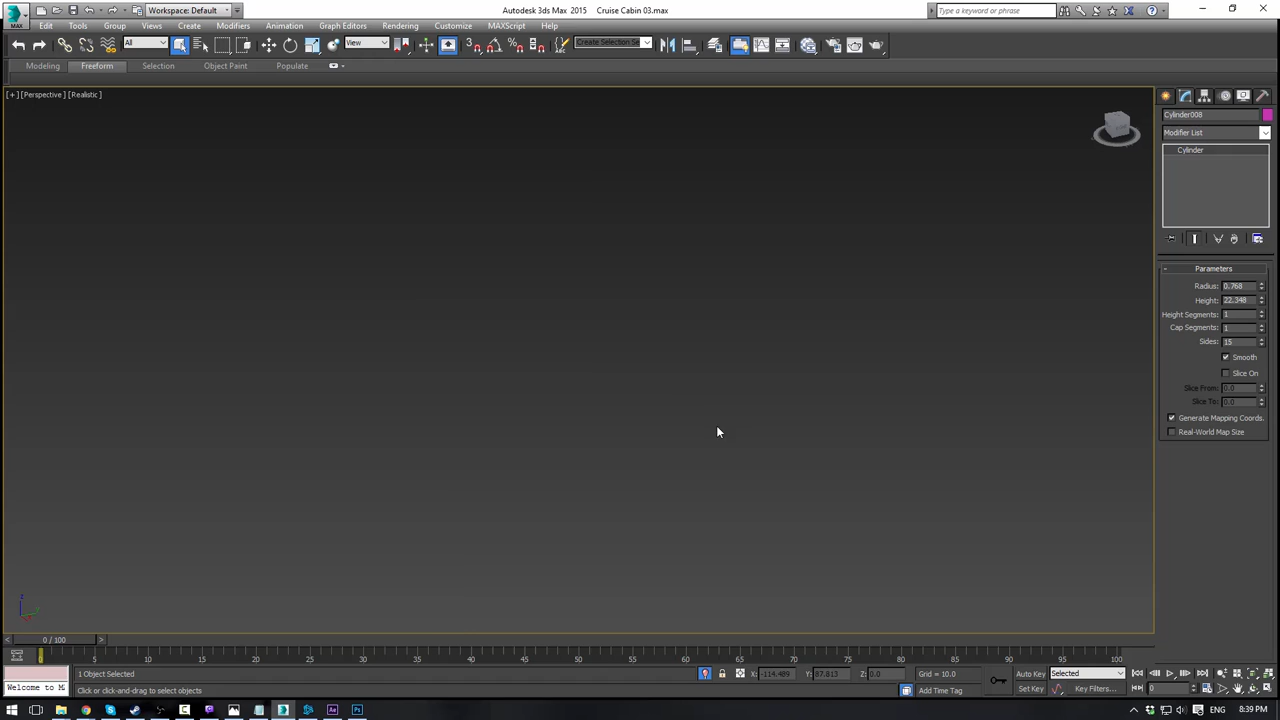 Workspace: Default
Autodesk 3ds Max 2015 Cruise Cabin 03.max
Type a keyword or phrase
MAX
Edit Tools Group Views Create Modifiers Animation Graph Editors Rendering Customize MAXScript Help
All View Create Selection Se
Modeling Freeform Selection Object Paint Populate
[+] [Perspective] [Realistic]
Cylinder008
Modifier List
Cylinder
- Parameters
Radius: 0.768
Height: 22.348
Height Segments: 1
Cap Segments: 1
Sides: 15
Smooth
Slice On
Slice From: 0.0
Slice To: 0.0
Generate Mapping Coords.
Real-World Map Size
z
< 0 / 100 >
0 5 10 15 20 25 30 35 40 45 50 55 60 65 70 75 80 85 90 95 100
1 Object Selected X: -114.489 Y: 87.813 Z: 0.0 Grid = 10.0 Auto Key Selected
Welcome to M Click or click-and-drag to select objects Add Time Tag Set Key Key Filters... 0
ENG 8:39 PM